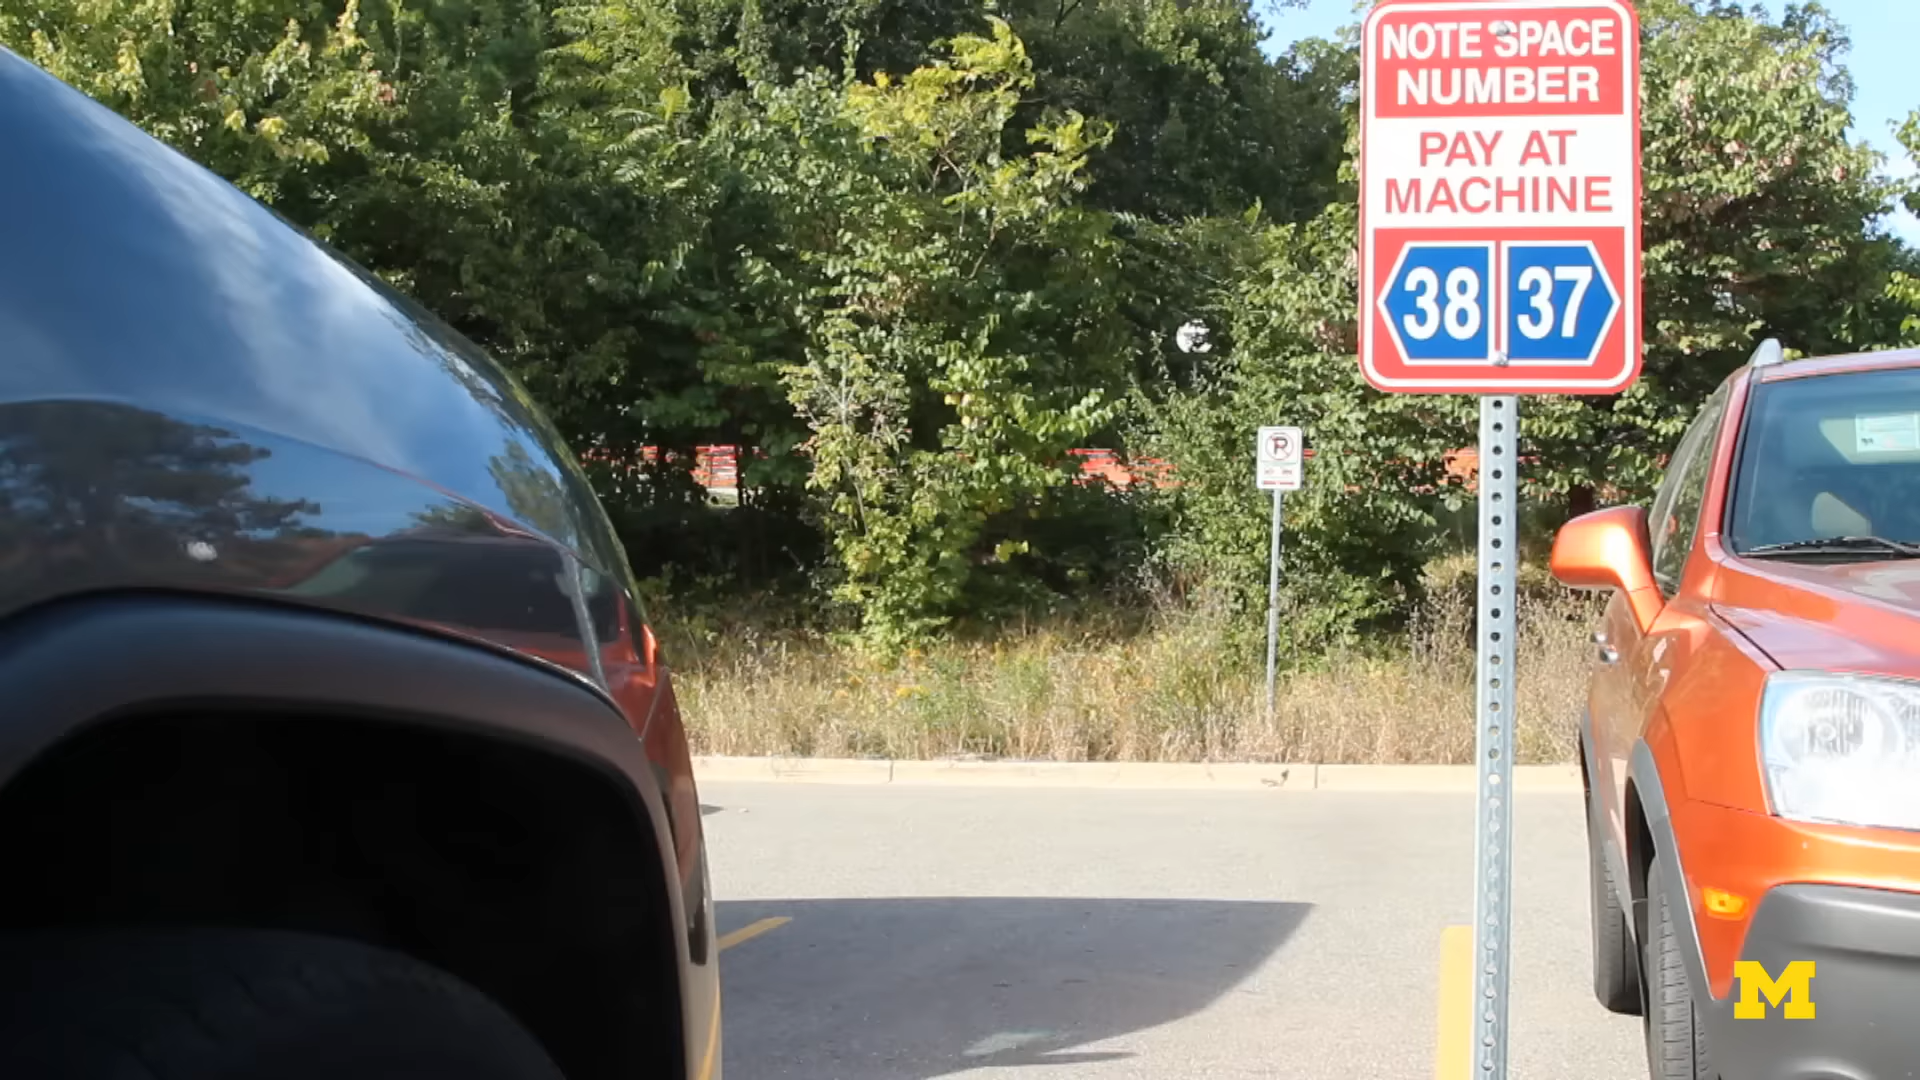 NOTE SPACE
NUMBER
PAY AT
MACHINE
38 37
P
M